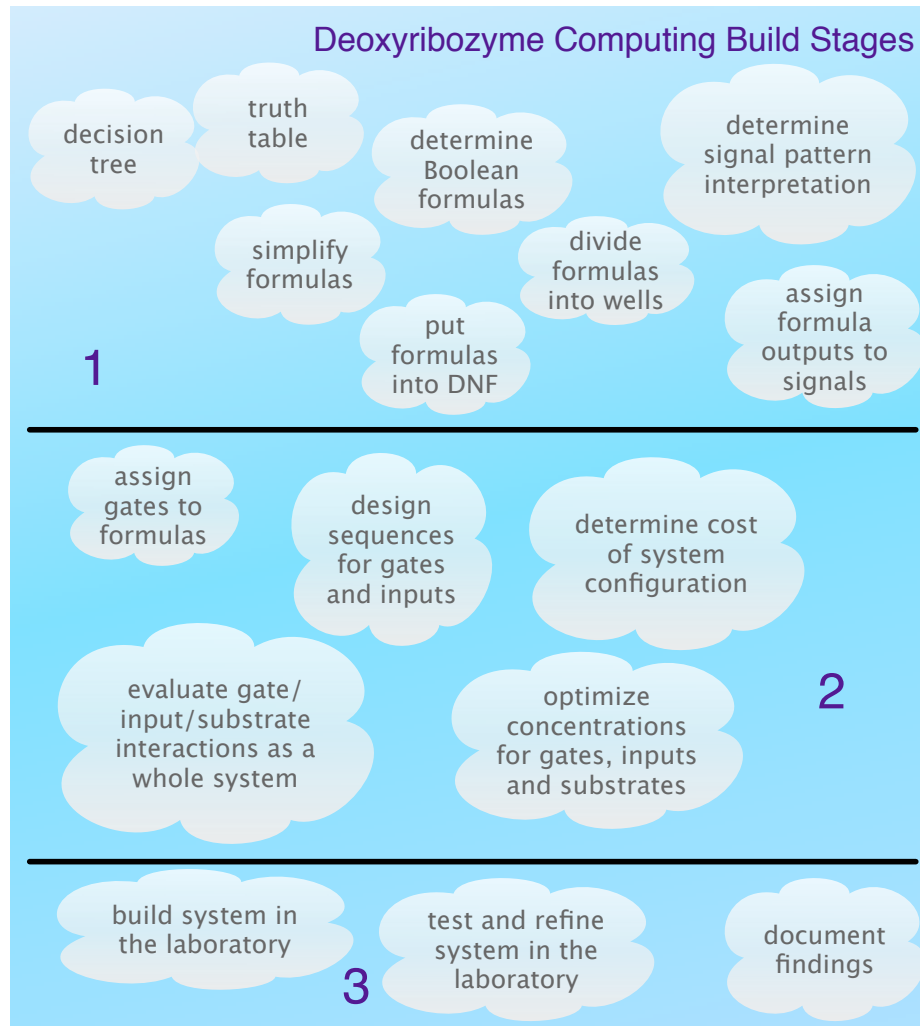 Deoxyribozyme Computing Build Stages
decision
tree
truth
table
determine
Boolean
formulas
determine
signal pattern
interpretation
simplify
formulas
divide
formulas
into wells
put
formulas
into DNF
assign
formula
outputs to
signals
1
assign
gates to
formulas
design
sequences
for gates
and inputs
determine cost
of system
configuration
evaluate gate/
input/substrate
interactions as a
whole system
optimize
concentrations
for gates, inputs
and substrates
2
build system in
the laboratory
test and refine
system in the
laboratory
document
findings
3